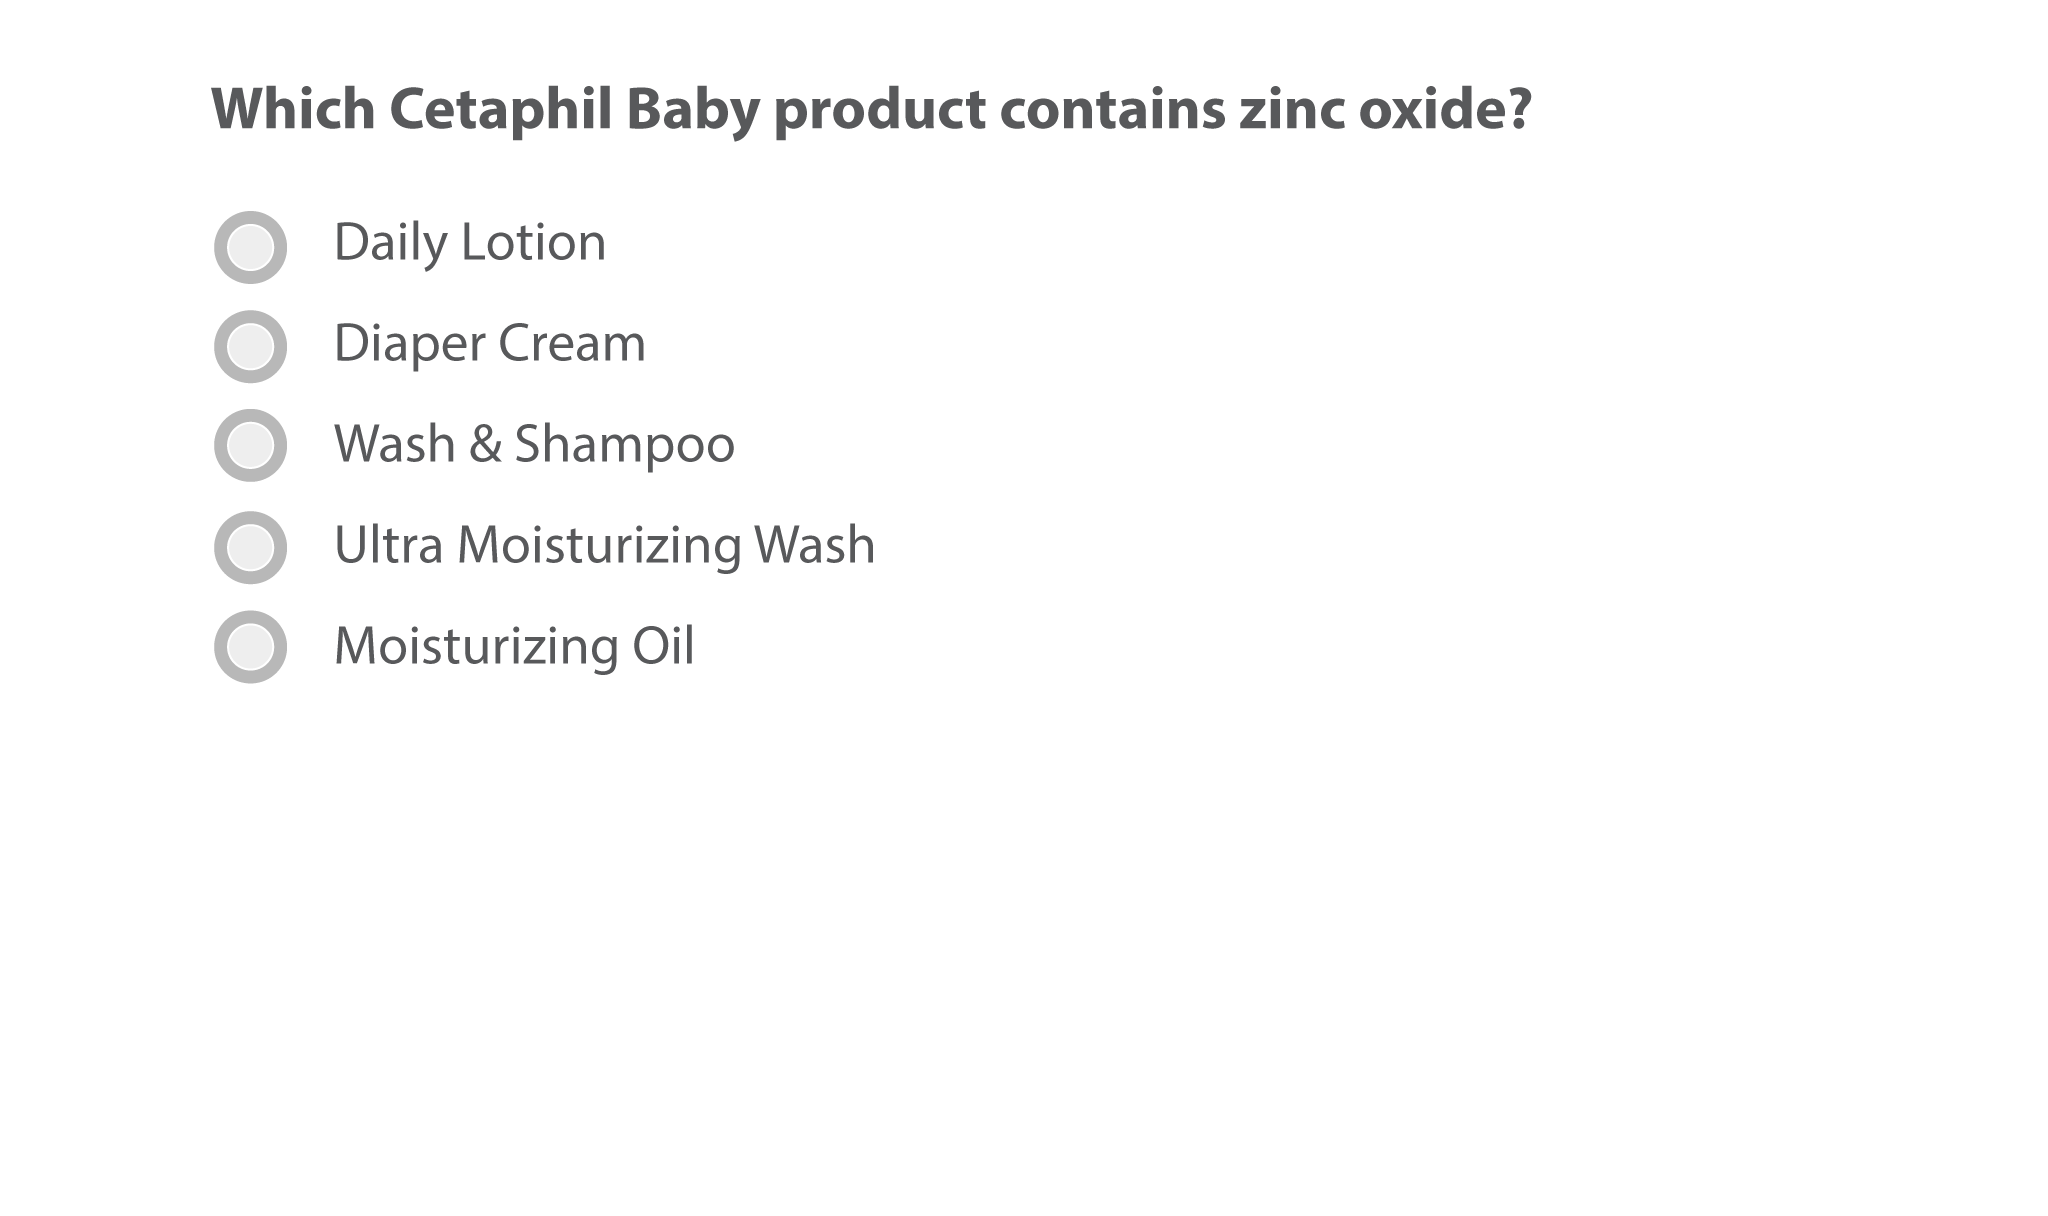 Which Cetaphil Baby product contains zinc oxide?
Daily Lotion
Diaper Cream
Wash & Shampoo
Ultra Moisturizing Wash
Moisturizing Oil